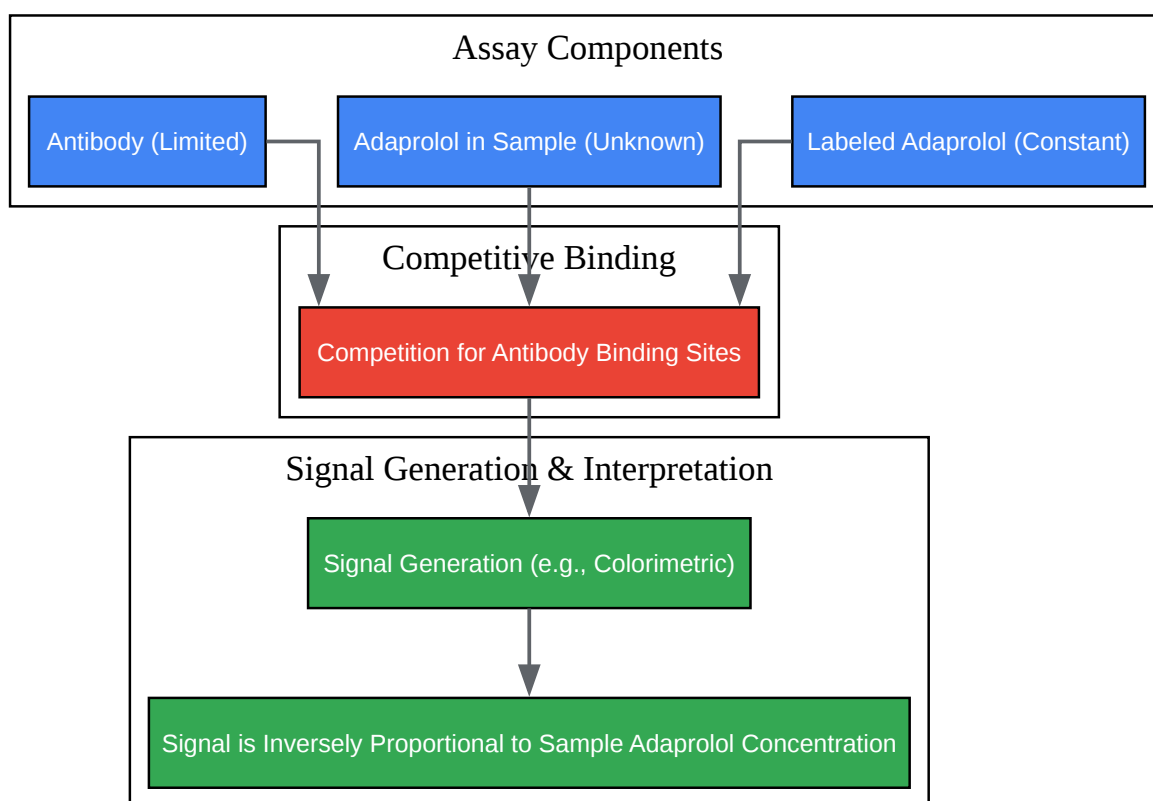 Assay Components
Antibody (Limited)
Adaprolol in Sample (Unknown)
Labeled Adaprolol (Constant)
Competitive Binding
Competition for Antibody Binding Sites
Signal Generation & Interpretation
Signal Generation (e.g., Colorimetric)
Signal is Inversely Proportional to Sample Adaprolol Concentration